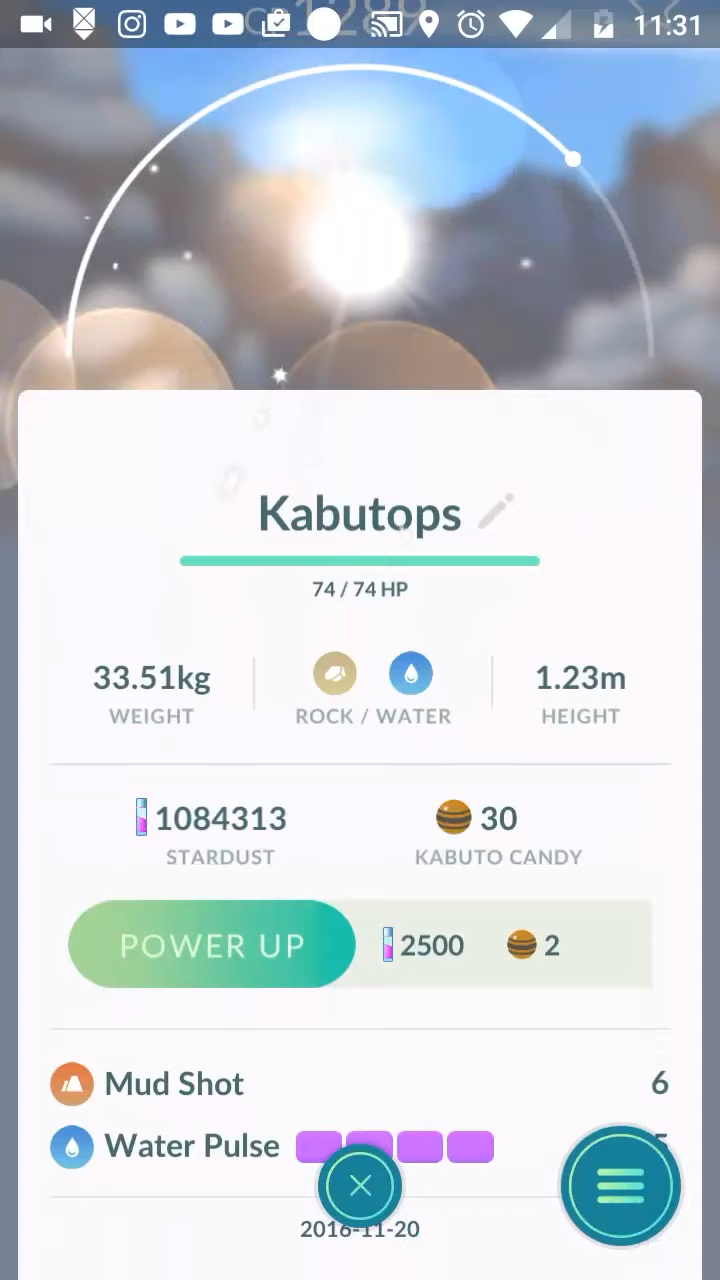 11:31
Kabutops
74 / 74 HP
33.51kg
WEIGHT
ROCK / WATER
1.23m
HEIGHT
1084313
STARDUST
30
KABUTO CANDY
POWER UP 2500 2
Mud Shot 6
Water Pulse
2016-11-20